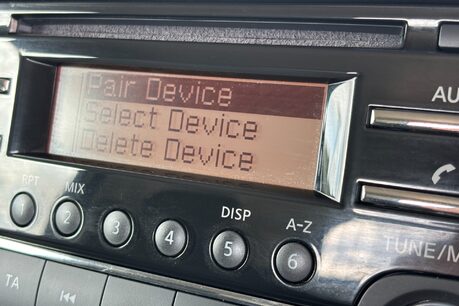 Pair Device
Select Device
Delete Device
AU
RPT
MIX
DISP
A-Z
1
2
3
4
5
6
TUNE/M
TA